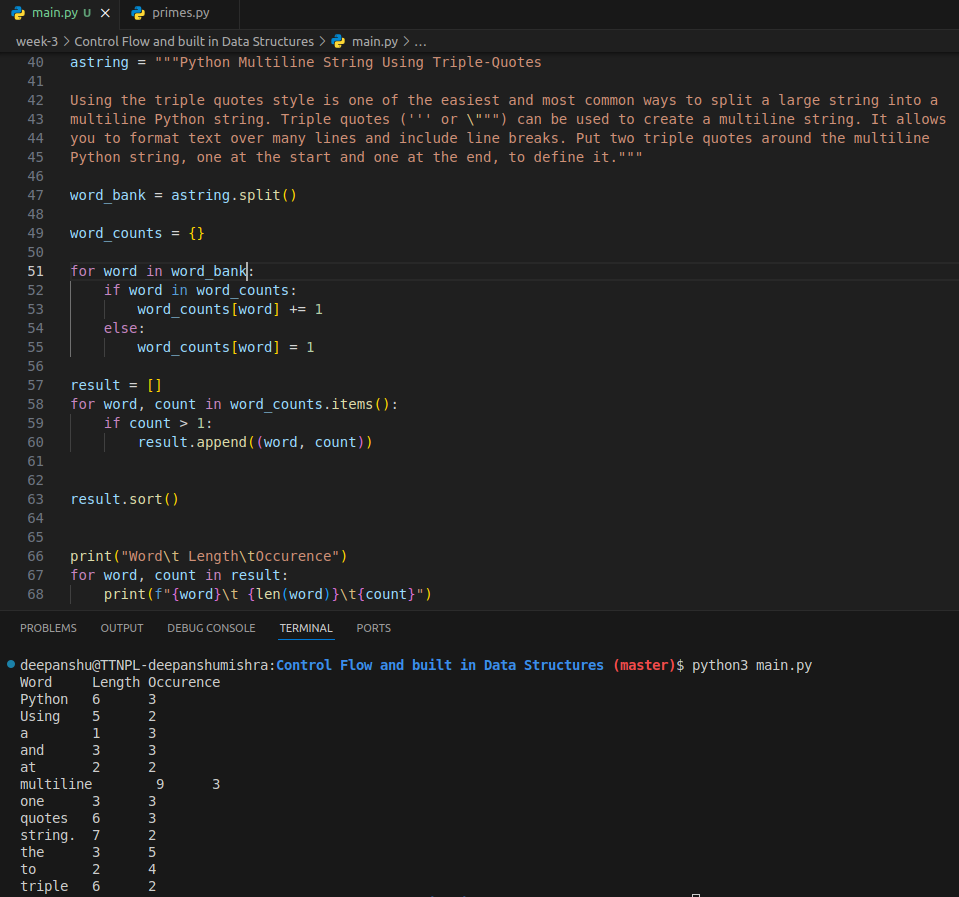 main.py U ✕ primes.py
week-3 > Control Flow and built in Data Structures > main.py > ...
40 astring = """Python Multiline String Using Triple-Quotes
41
42 Using the triple quotes style is one of the easiest and most common ways to split a large string into a
43 multiline Python string. Triple quotes (''' or \""") can be used to create a multiline string. It allows
44 you to format text over many lines and include line breaks. Put two triple quotes around the multiline
45 Python string, one at the start and one at the end, to define it."""
46
47 word_bank = astring.split()
48
49 word_counts = {}
50
51 for word in word_bank:
52     if word in word_counts:
53         word_counts[word] += 1
54     else:
55         word_counts[word] = 1
56
57 result = []
58 for word, count in word_counts.items():
59     if count > 1:
60         result.append((word, count))
61
62
63 result.sort()
64
65
66 print("Word\t Length\tOccurence")
67 for word, count in result:
68     print(f"{word}\t {len(word)}\t{count}")
PROBLEMS OUTPUT DEBUG CONSOLE TERMINAL PORTS
deepanshu@TTNPL-deepanshumishra:Control Flow and built in Data Structures (master)$ python3 main.py
Word     Length Occurence
Python   6      3
Using    5      2
a        1      3
and      3      3
at       2      2
multiline        9      3
one      3      3
quotes   6      3
string.  7      2
the      3      5
to       2      4
triple   6      2